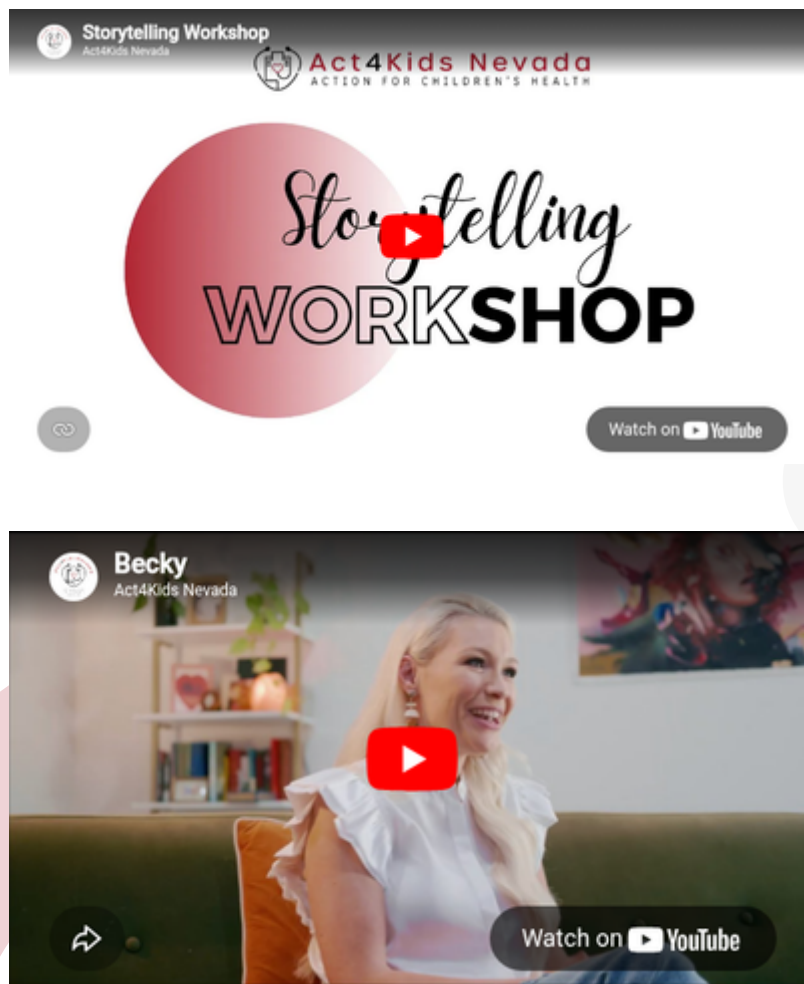 Storytelling Workshop
Act4Kids Nevada
Act4Kids Nevada
ACTION FOR CHILDREN'S HEALTH
Storytelling
WORKSHOP
Watch on YouTube
Becky
Act4Kids Nevada
Watch on YouTube